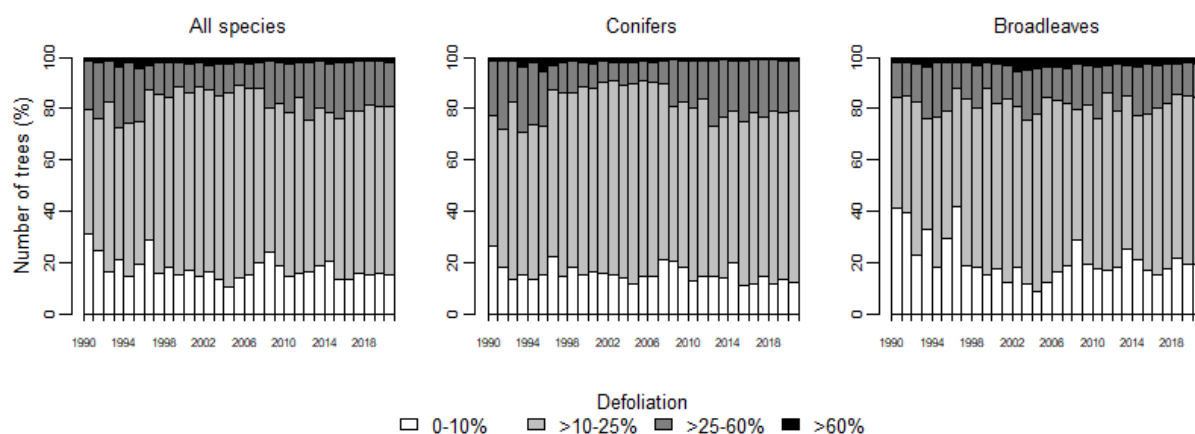 All species
Conifers
Broadleaves
Number of trees (%)
0 20 40 60 80 100
0 20 40 60 80 100
0 20 40 60 80 100
1990 1994 1998 2002 2006 2010 2014 2018
1990 1994 1998 2002 2006 2010 2014 2018
1990 1994 1998 2002 2006 2010 2014 2018
Defoliation
0-10% >10-25% >25-60% >60%